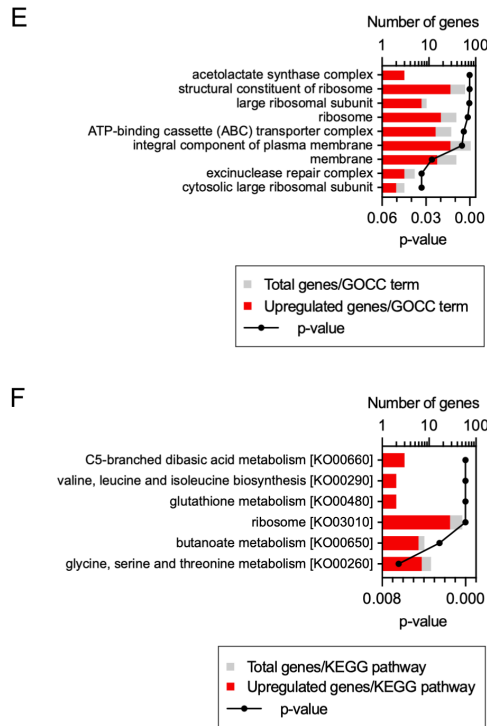 E
Number of genes
1 10 100
acetolactate synthase complex
structural constituent of ribosome
large ribosomal subunit
ribosome
ATP-binding cassette (ABC) transporter complex
integral component of plasma membrane
membrane
excinuclease repair complex
cytosolic large ribosomal subunit
0.06 0.03 0.00
p-value
Total genes/GOCC term
Upregulated genes/GOCC term
p-value
F
Number of genes
1 10 100
C5-branched dibasic acid metabolism [KO00660]
valine, leucine and isoleucine biosynthesis [KO00290]
glutathione metabolism [KO00480]
ribosome [KO03010]
butanoate metabolism [KO00650]
glycine, serine and threonine metabolism [KO00260]
0.008 0.000
p-value
Total genes/KEGG pathway
Upregulated genes/KEGG pathway
p-value